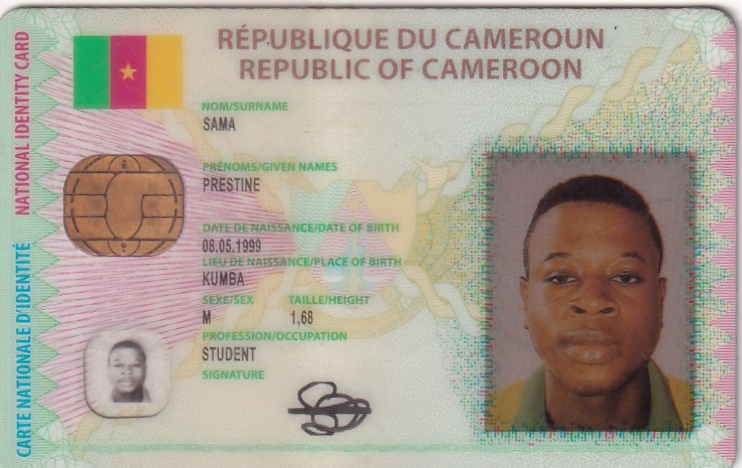 RÉPUBLIQUE DU CAMEROUN
REPUBLIC OF CAMEROON
NATIONAL IDENTITY CARD
CARTE NATIONALE D'IDENTITÉ
NOM/SURNAME
SAMA
PRÉNOMS/GIVEN NAMES
PRESTINE
DATE DE NAISSANCE/DATE OF BIRTH
08.05.1999
LIEU DE NAISSANCE/PLACE OF BIRTH
KUMBA
SEXE/SEX TAILLE/HEIGHT
M 1,68
PROFESSION/OCCUPATION
STUDENT
SIGNATURE